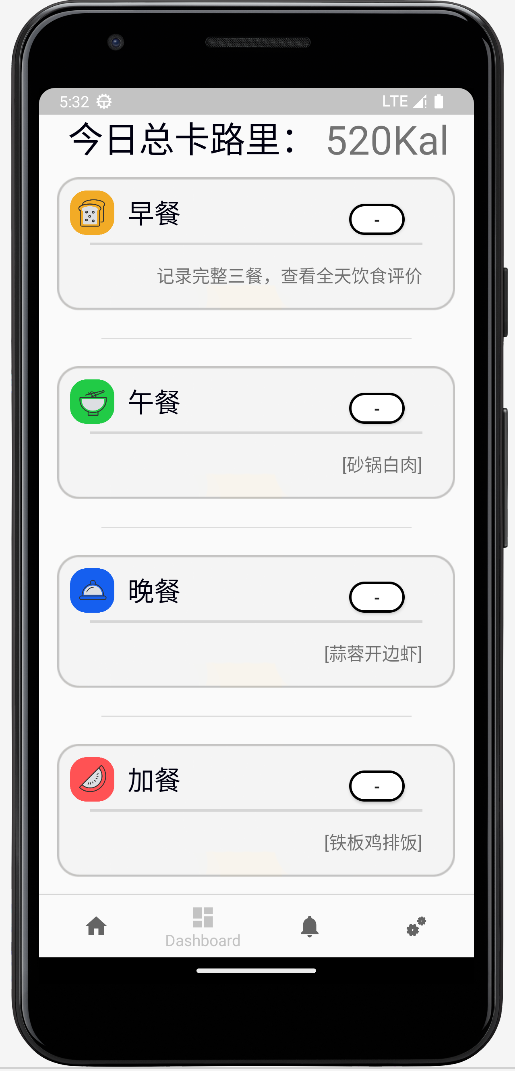 5:32 LTE
今日总卡路里： 520Kal
早餐 -
记录完整三餐，查看全天饮食评价
午餐 -
[砂锅白肉]
晚餐 -
[蒜蓉开边虾]
加餐 -
[铁板鸡排饭]
Dashboard